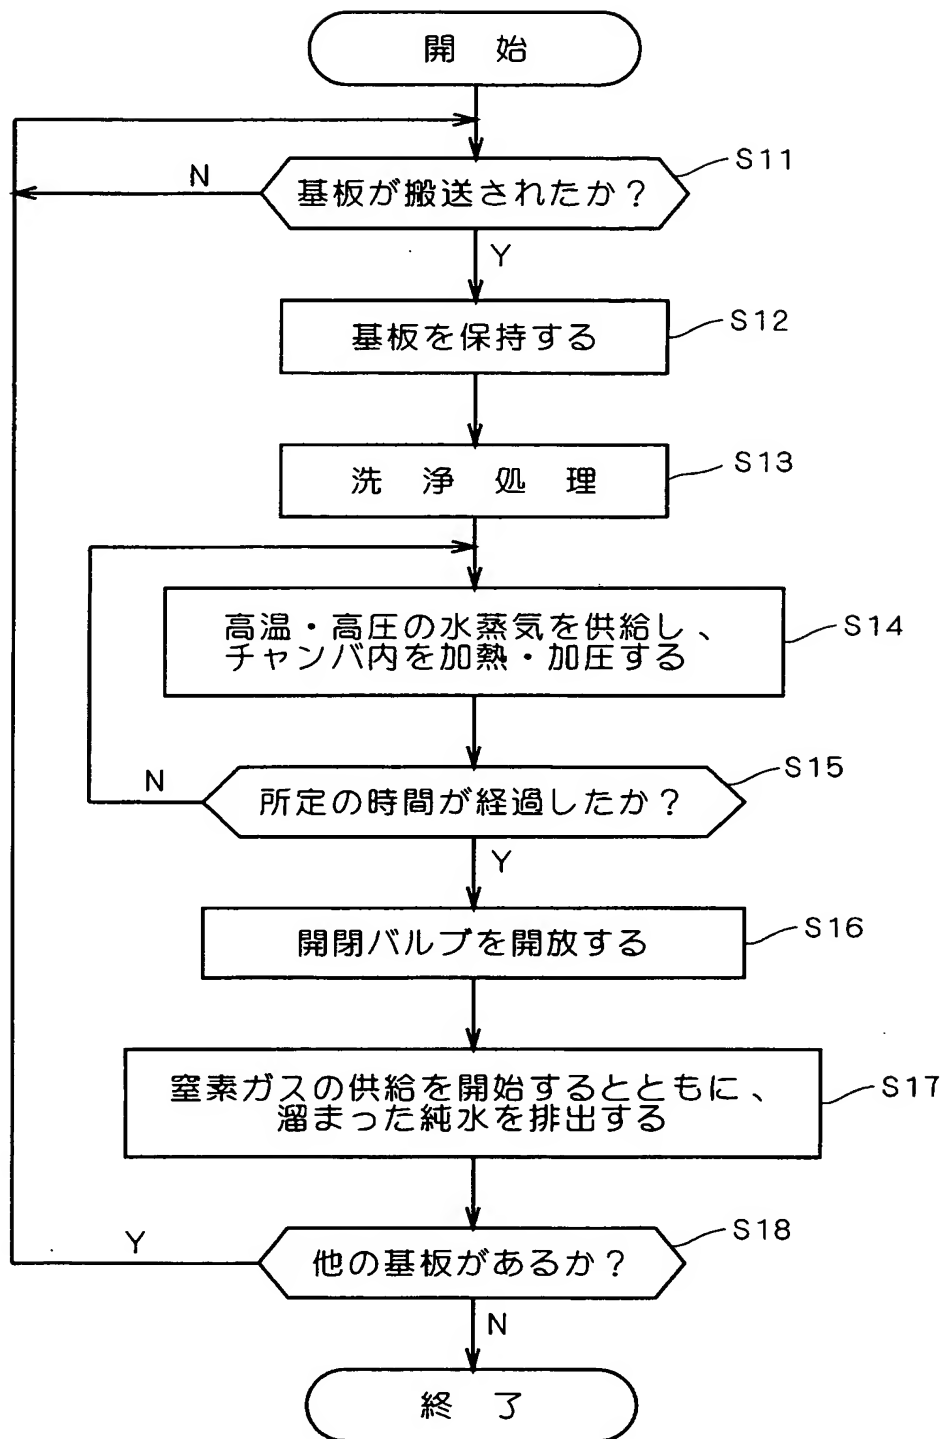 開 始
S11
N
基板が搬送されたか？
Y
S12
基板を保持する
S13
洗 浄 処 理
S14
高温・高圧の水蒸気を供給し、
チャンバ内を加熱・加圧する
S15
N
所定の時間が経過したか？
Y
S16
開閉バルブを開放する
S17
窒素ガスの供給を開始するとともに、
溜まった純水を排出する
S18
Y
他の基板があるか？
N
終 了